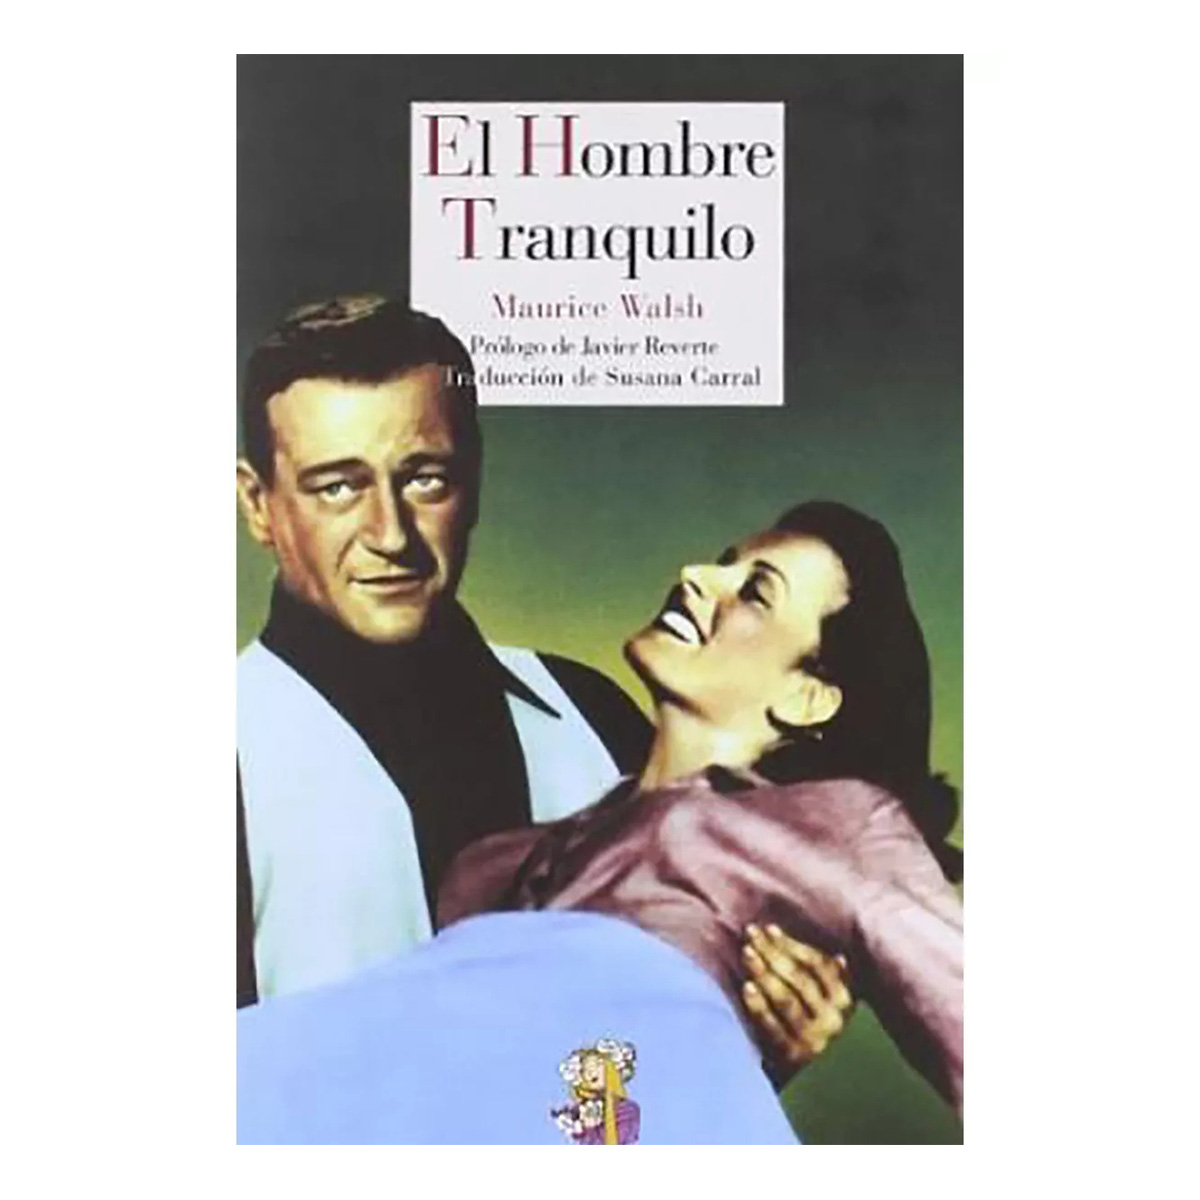 El Hombre
Tranquilo
Maurice Walsh
Prólogo de Javier Reverte
Traducción de Susana Carral